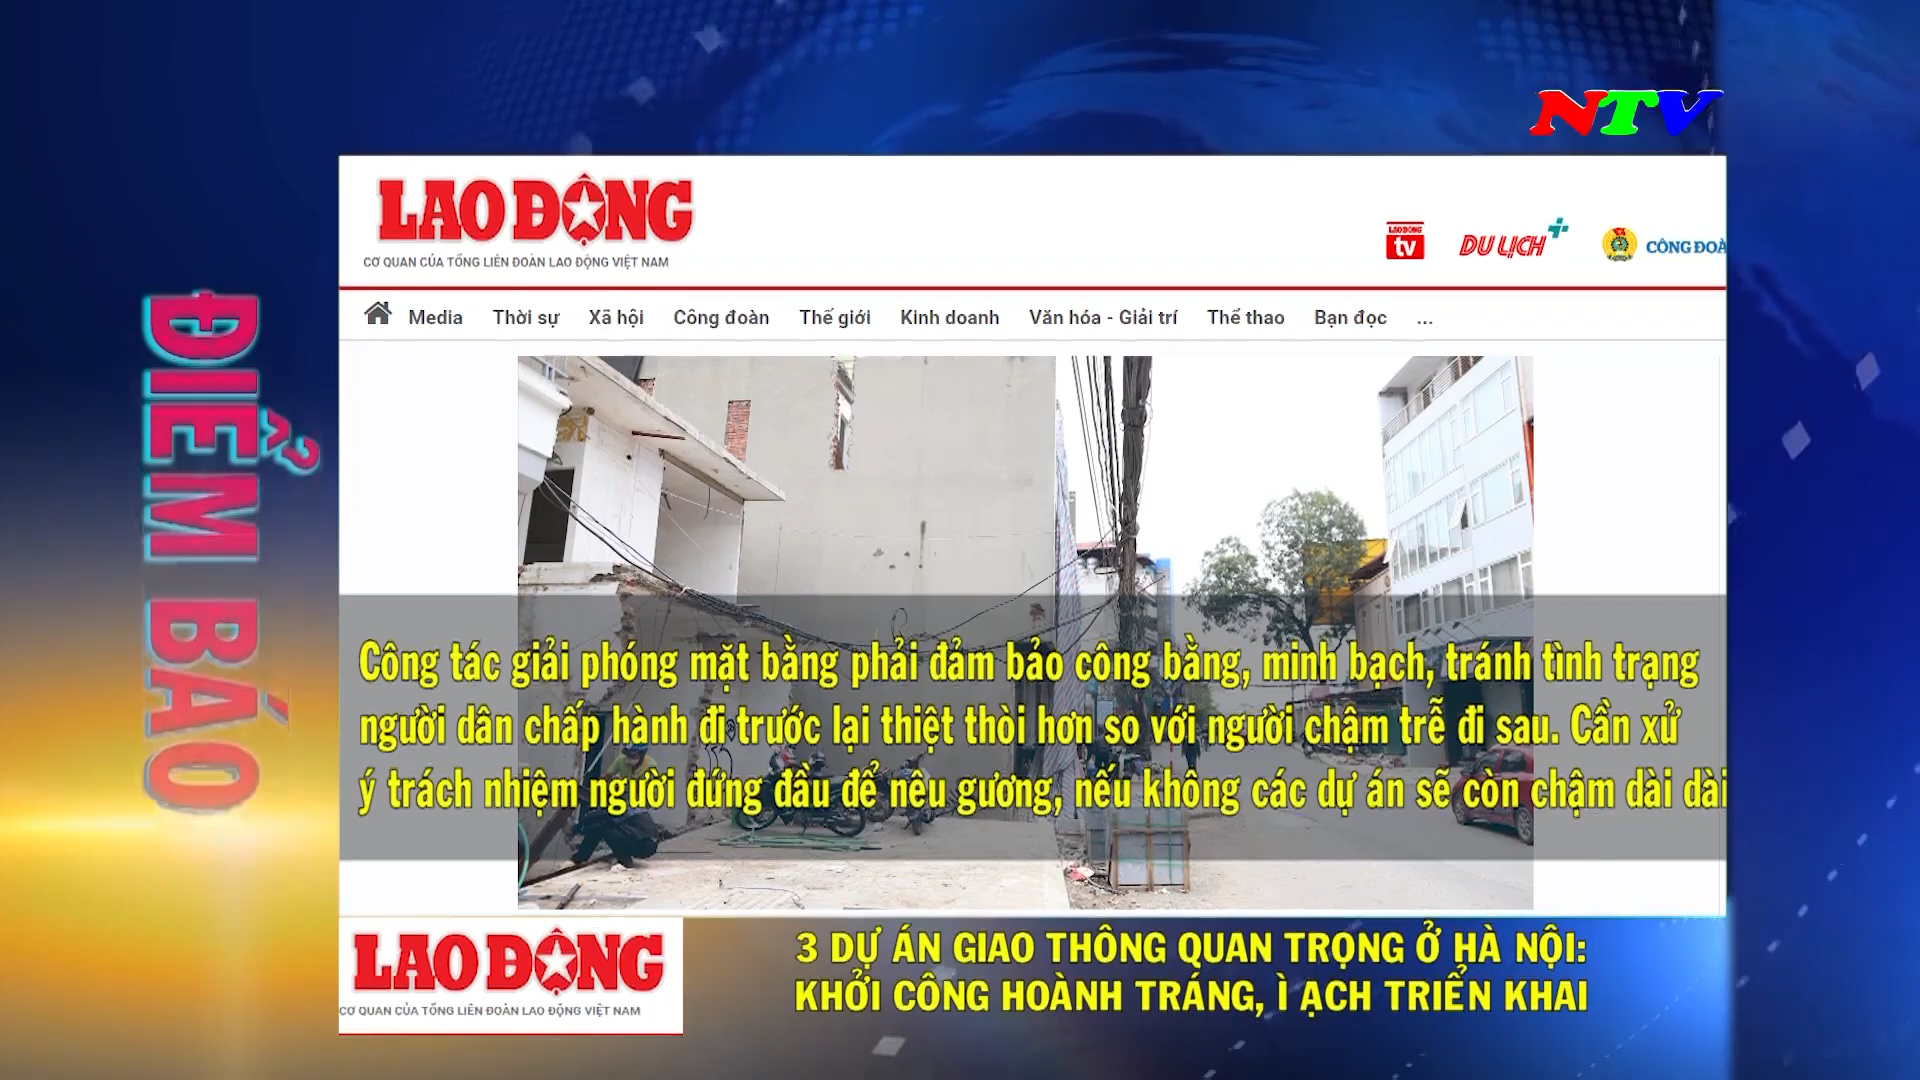 NTV
LAO ĐỘNG
CƠ QUAN CỦA TỔNG LIÊN ĐOÀN LAO ĐỘNG VIỆT NAM
LAO ĐỘNG
tv
DU LỊCH+
CÔNG ĐOÀ
Media Thời sự Xã hội Công đoàn Thế giới Kinh doanh Văn hóa - Giải trí Thể thao Bạn đọc ...
ĐIỂM BÁO
Công tác giải phóng mặt bằng phải đảm bảo công bằng, minh bạch, tránh tình trạng
người dân chấp hành đi trước lại thiệt thòi hơn so với người chậm trễ đi sau. Cần xử
ý trách nhiệm người đứng đầu để nêu gương, nếu không các dự án sẽ còn chậm dài dài
LAO ĐỘNG
CƠ QUAN CỦA TỔNG LIÊN ĐOÀN LAO ĐỘNG VIỆT NAM
3 DỰ ÁN GIAO THÔNG QUAN TRỌNG Ở HÀ NỘI:
KHỞI CÔNG HOÀNH TRÁNG, Ì ẠCH TRIỂN KHAI